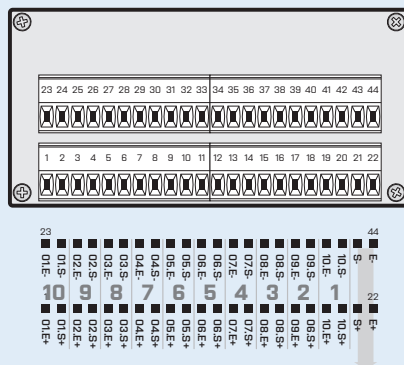 23 24 25 26 27 28 29 30 31 32 33 34 35 36 37 38 39 40 41 42 43 44
1 2 3 4 5 6 7 8 9 10 11 12 13 14 15 16 17 18 19 20 21 22
23 44
01.E- 01.S- 02.E- 02.S- 03.E- 03.S- 04.E- 04.S- 05.E- 05.S- 06.E- 06.S- 07.E- 07.S- 08.E- 08.S- 09.E- 09.S- 10.E- 10.S- S- E-
10 9 8 7 6 5 4 3 2 1
22
01.E+ 01.S+ 02.E+ 02.S+ 03.E+ 03.S+ 04.E+ 04.S+ 05.E+ 05.S+ 06.E+ 06.S+ 07.E+ 07.S+ 08.E+ 08.S+ 09.E+ 06.S+ 10.E+ 10.S+ S+ E+